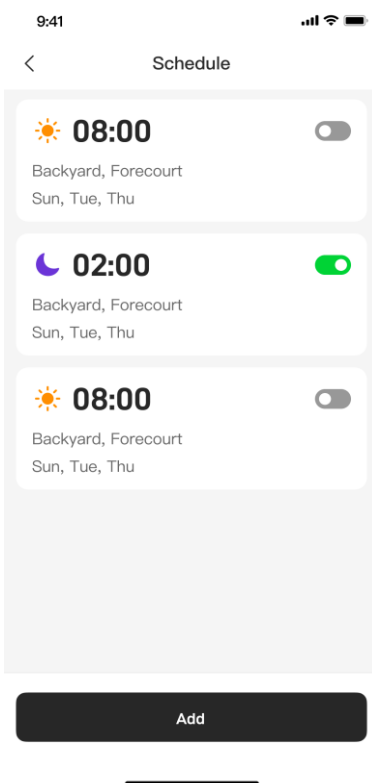 9:41
Schedule
08:00
Backyard, Forecourt
Sun, Tue, Thu
02:00
Backyard, Forecourt
Sun, Tue, Thu
08:00
Backyard, Forecourt
Sun, Tue, Thu
Add